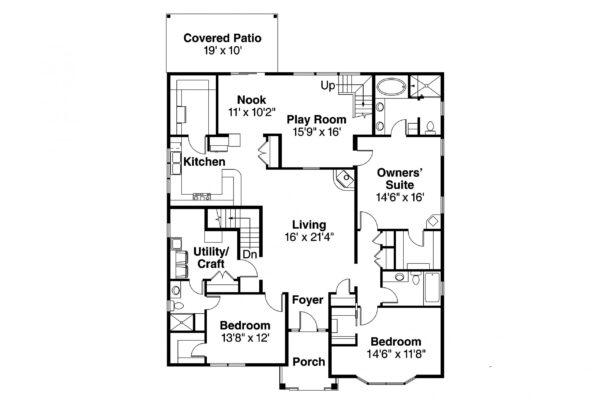 Covered Patio
19' x 10'
Nook
11' x 10'2"
Up
Play Room
15'9" x 16'
Kitchen
Owners'
Suite
14'6" x 16'
Living
16' x 21'4"
Utility/
Craft
Dn
Foyer
Bedroom
13'8" x 12'
Porch
Bedroom
14'6" x 11'8"